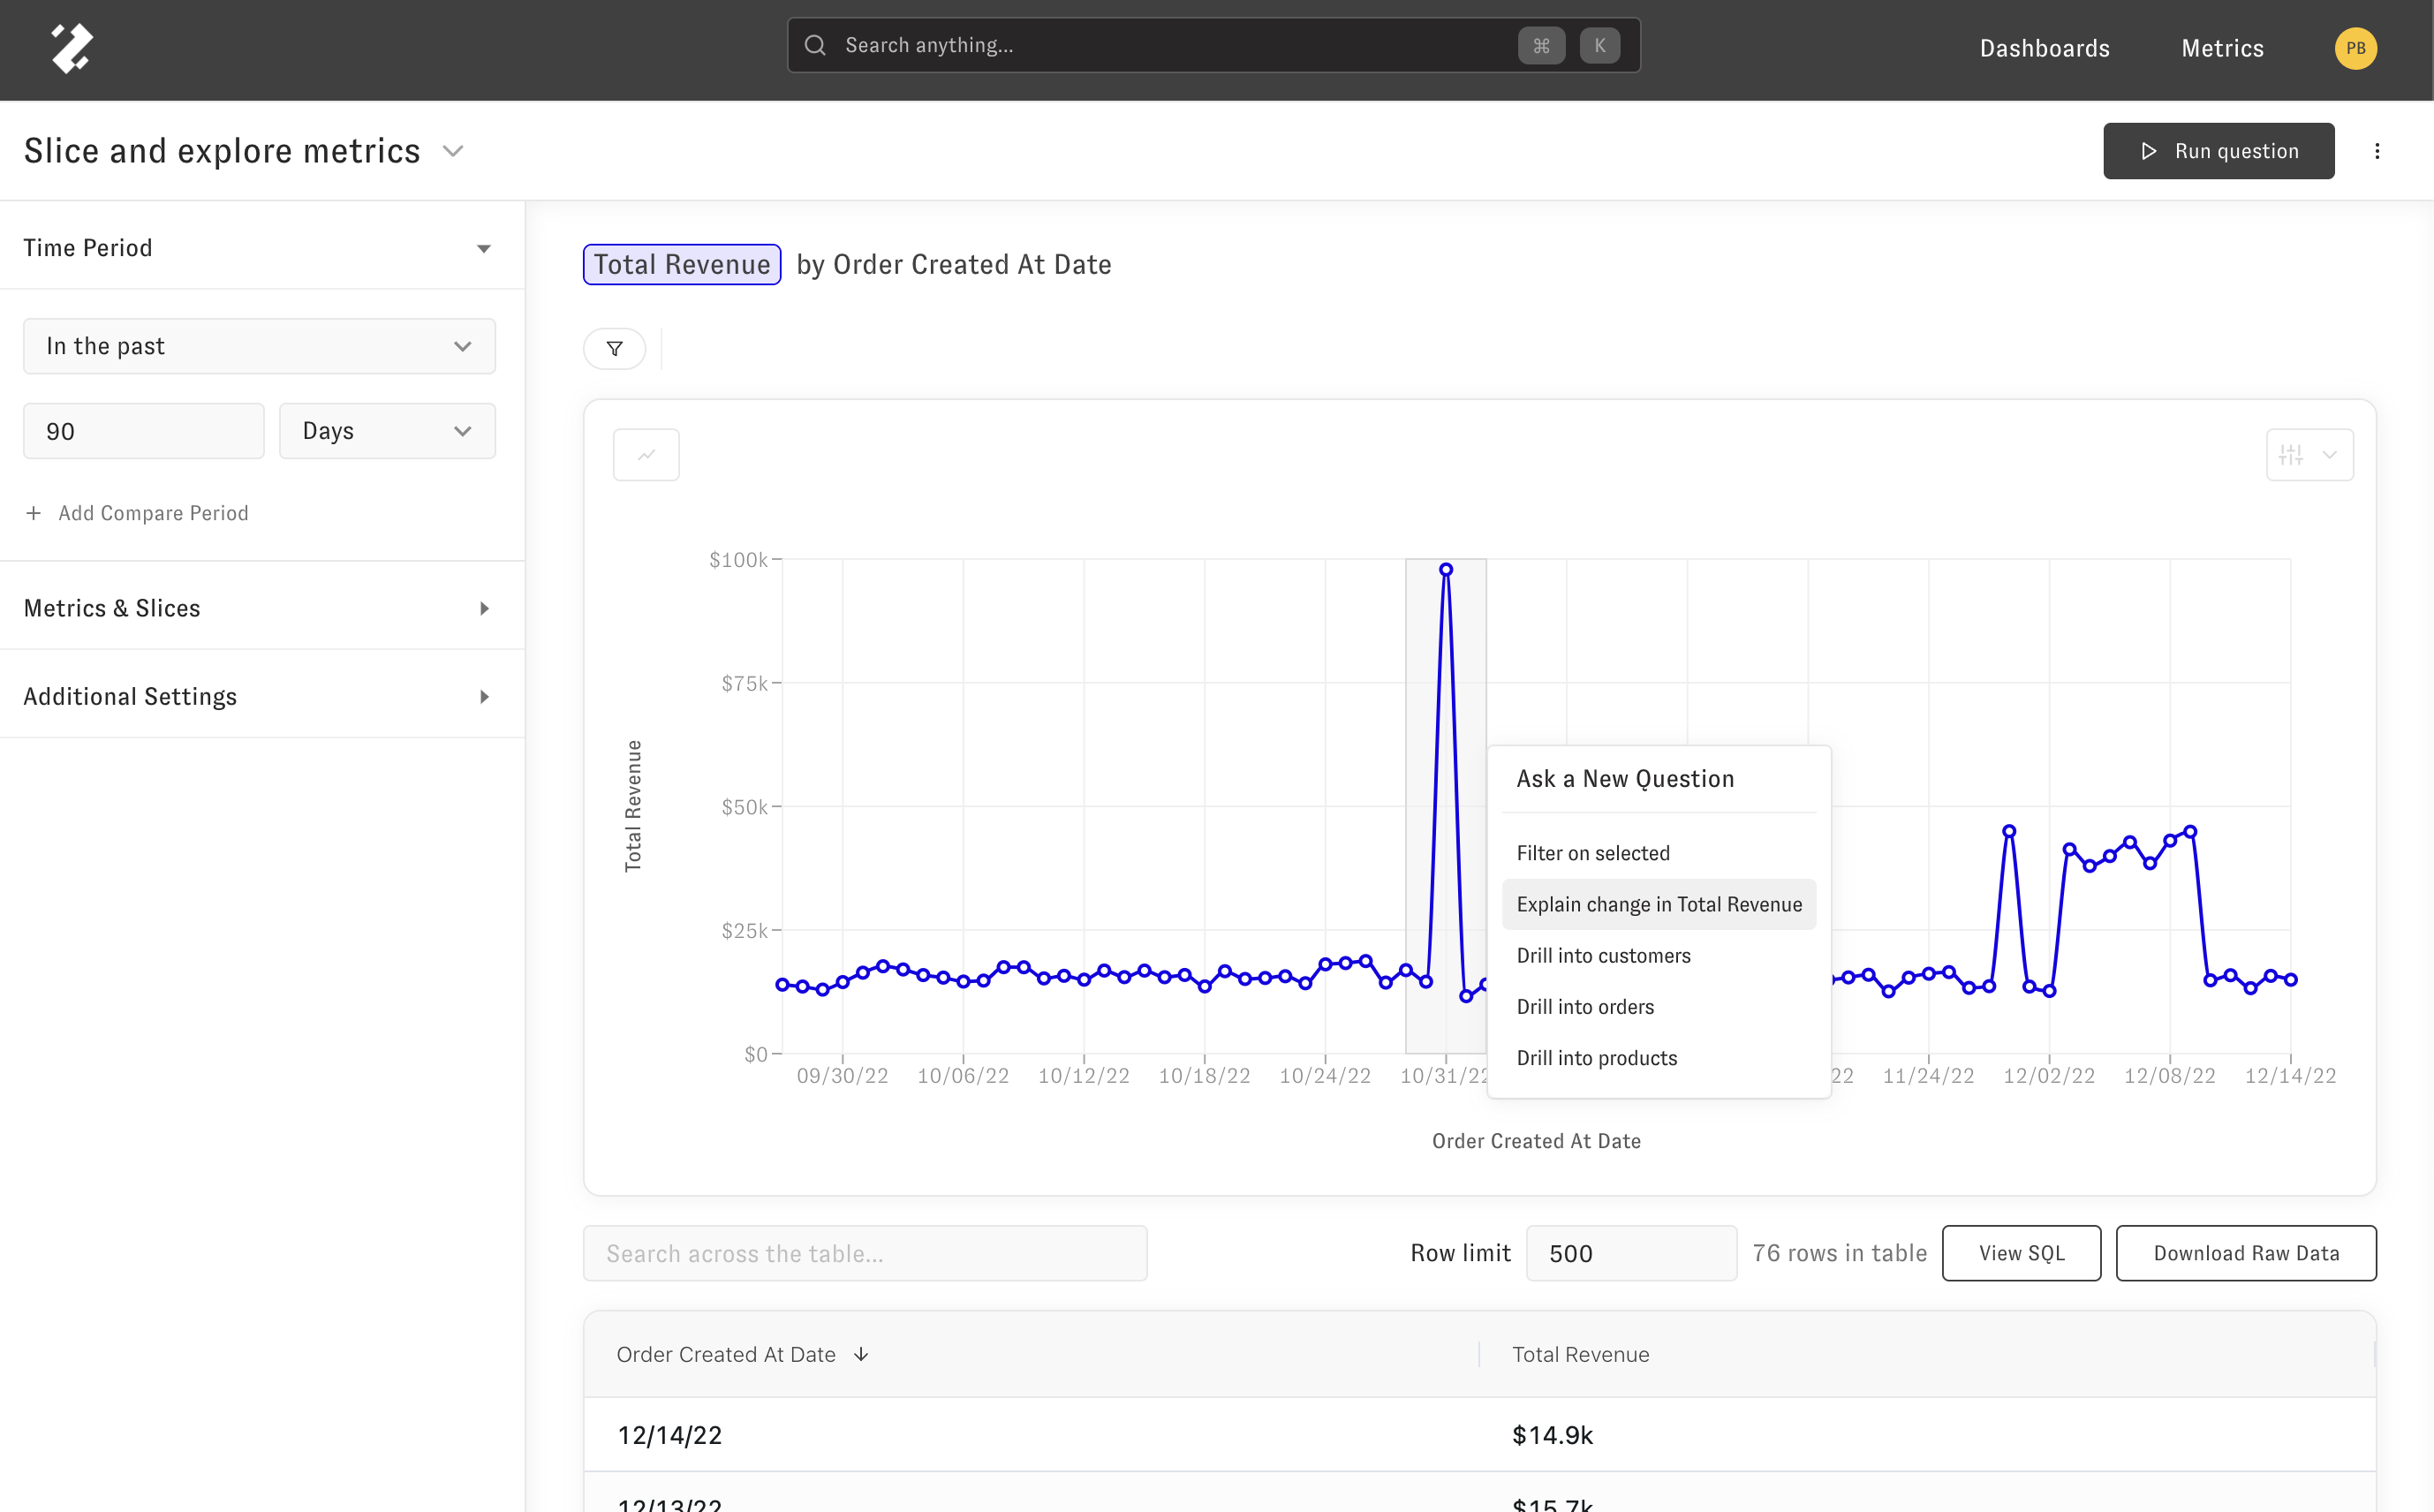 Search anything...
⌘ K
Dashboards
Metrics
PB
Slice and explore metrics
Run question
Time Period
In the past
90
Days
+ Add Compare Period
Metrics & Slices
Additional Settings
Total Revenue by Order Created At Date
$100k
$75k
$50k
$25k
$0
Total Revenue
09/30/22 10/06/22 10/12/22 10/18/22 10/24/22 10/31/22 22 11/24/22 12/02/22 12/08/22 12/14/22
Order Created At Date
Ask a New Question
Filter on selected
Explain change in Total Revenue
Drill into customers
Drill into orders
Drill into products
Search across the table...
Row limit
500
76 rows in table
View SQL
Download Raw Data
Order Created At Date ↓ Total Revenue
12/14/22 $14.9k
12/13/22 $15.7k